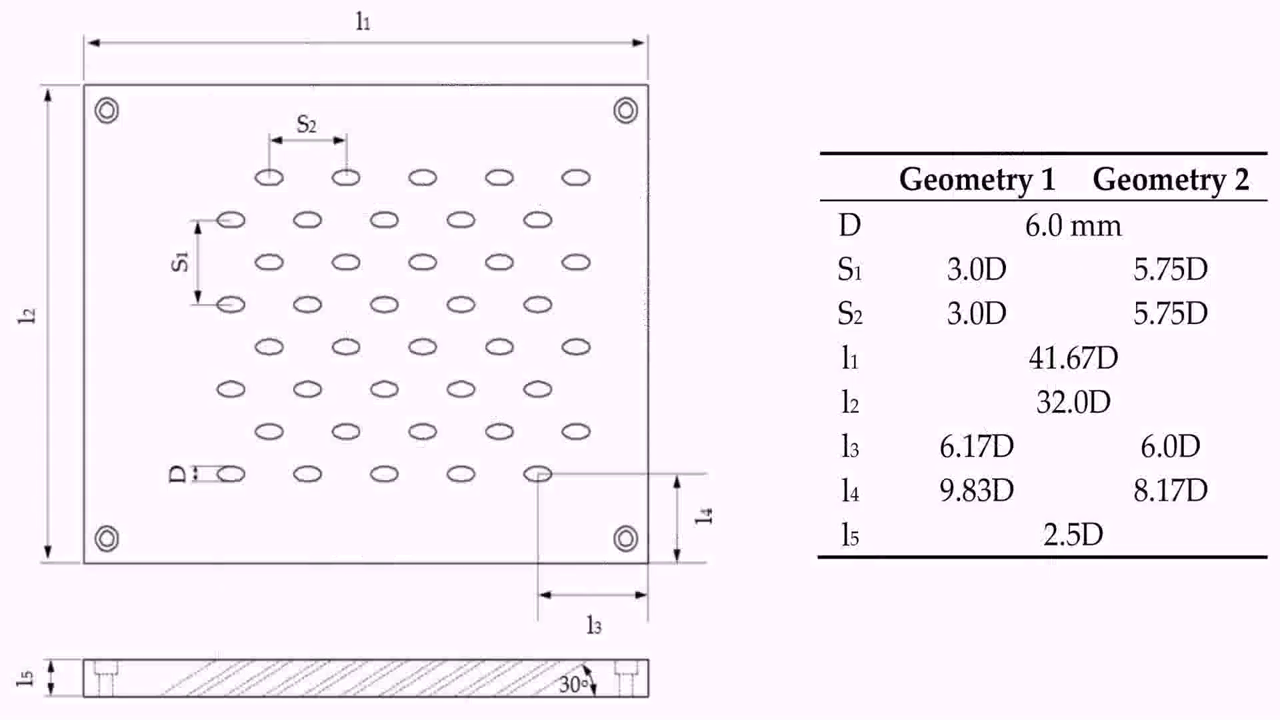 l1
S2
S1
l2
D
l4
l3
l5
30°
Geometry 1 Geometry 2
D 6.0 mm
S1 3.0D 5.75D
S2 3.0D 5.75D
l1 41.67D
l2 32.0D
l3 6.17D 6.0D
l4 9.83D 8.17D
l5 2.5D